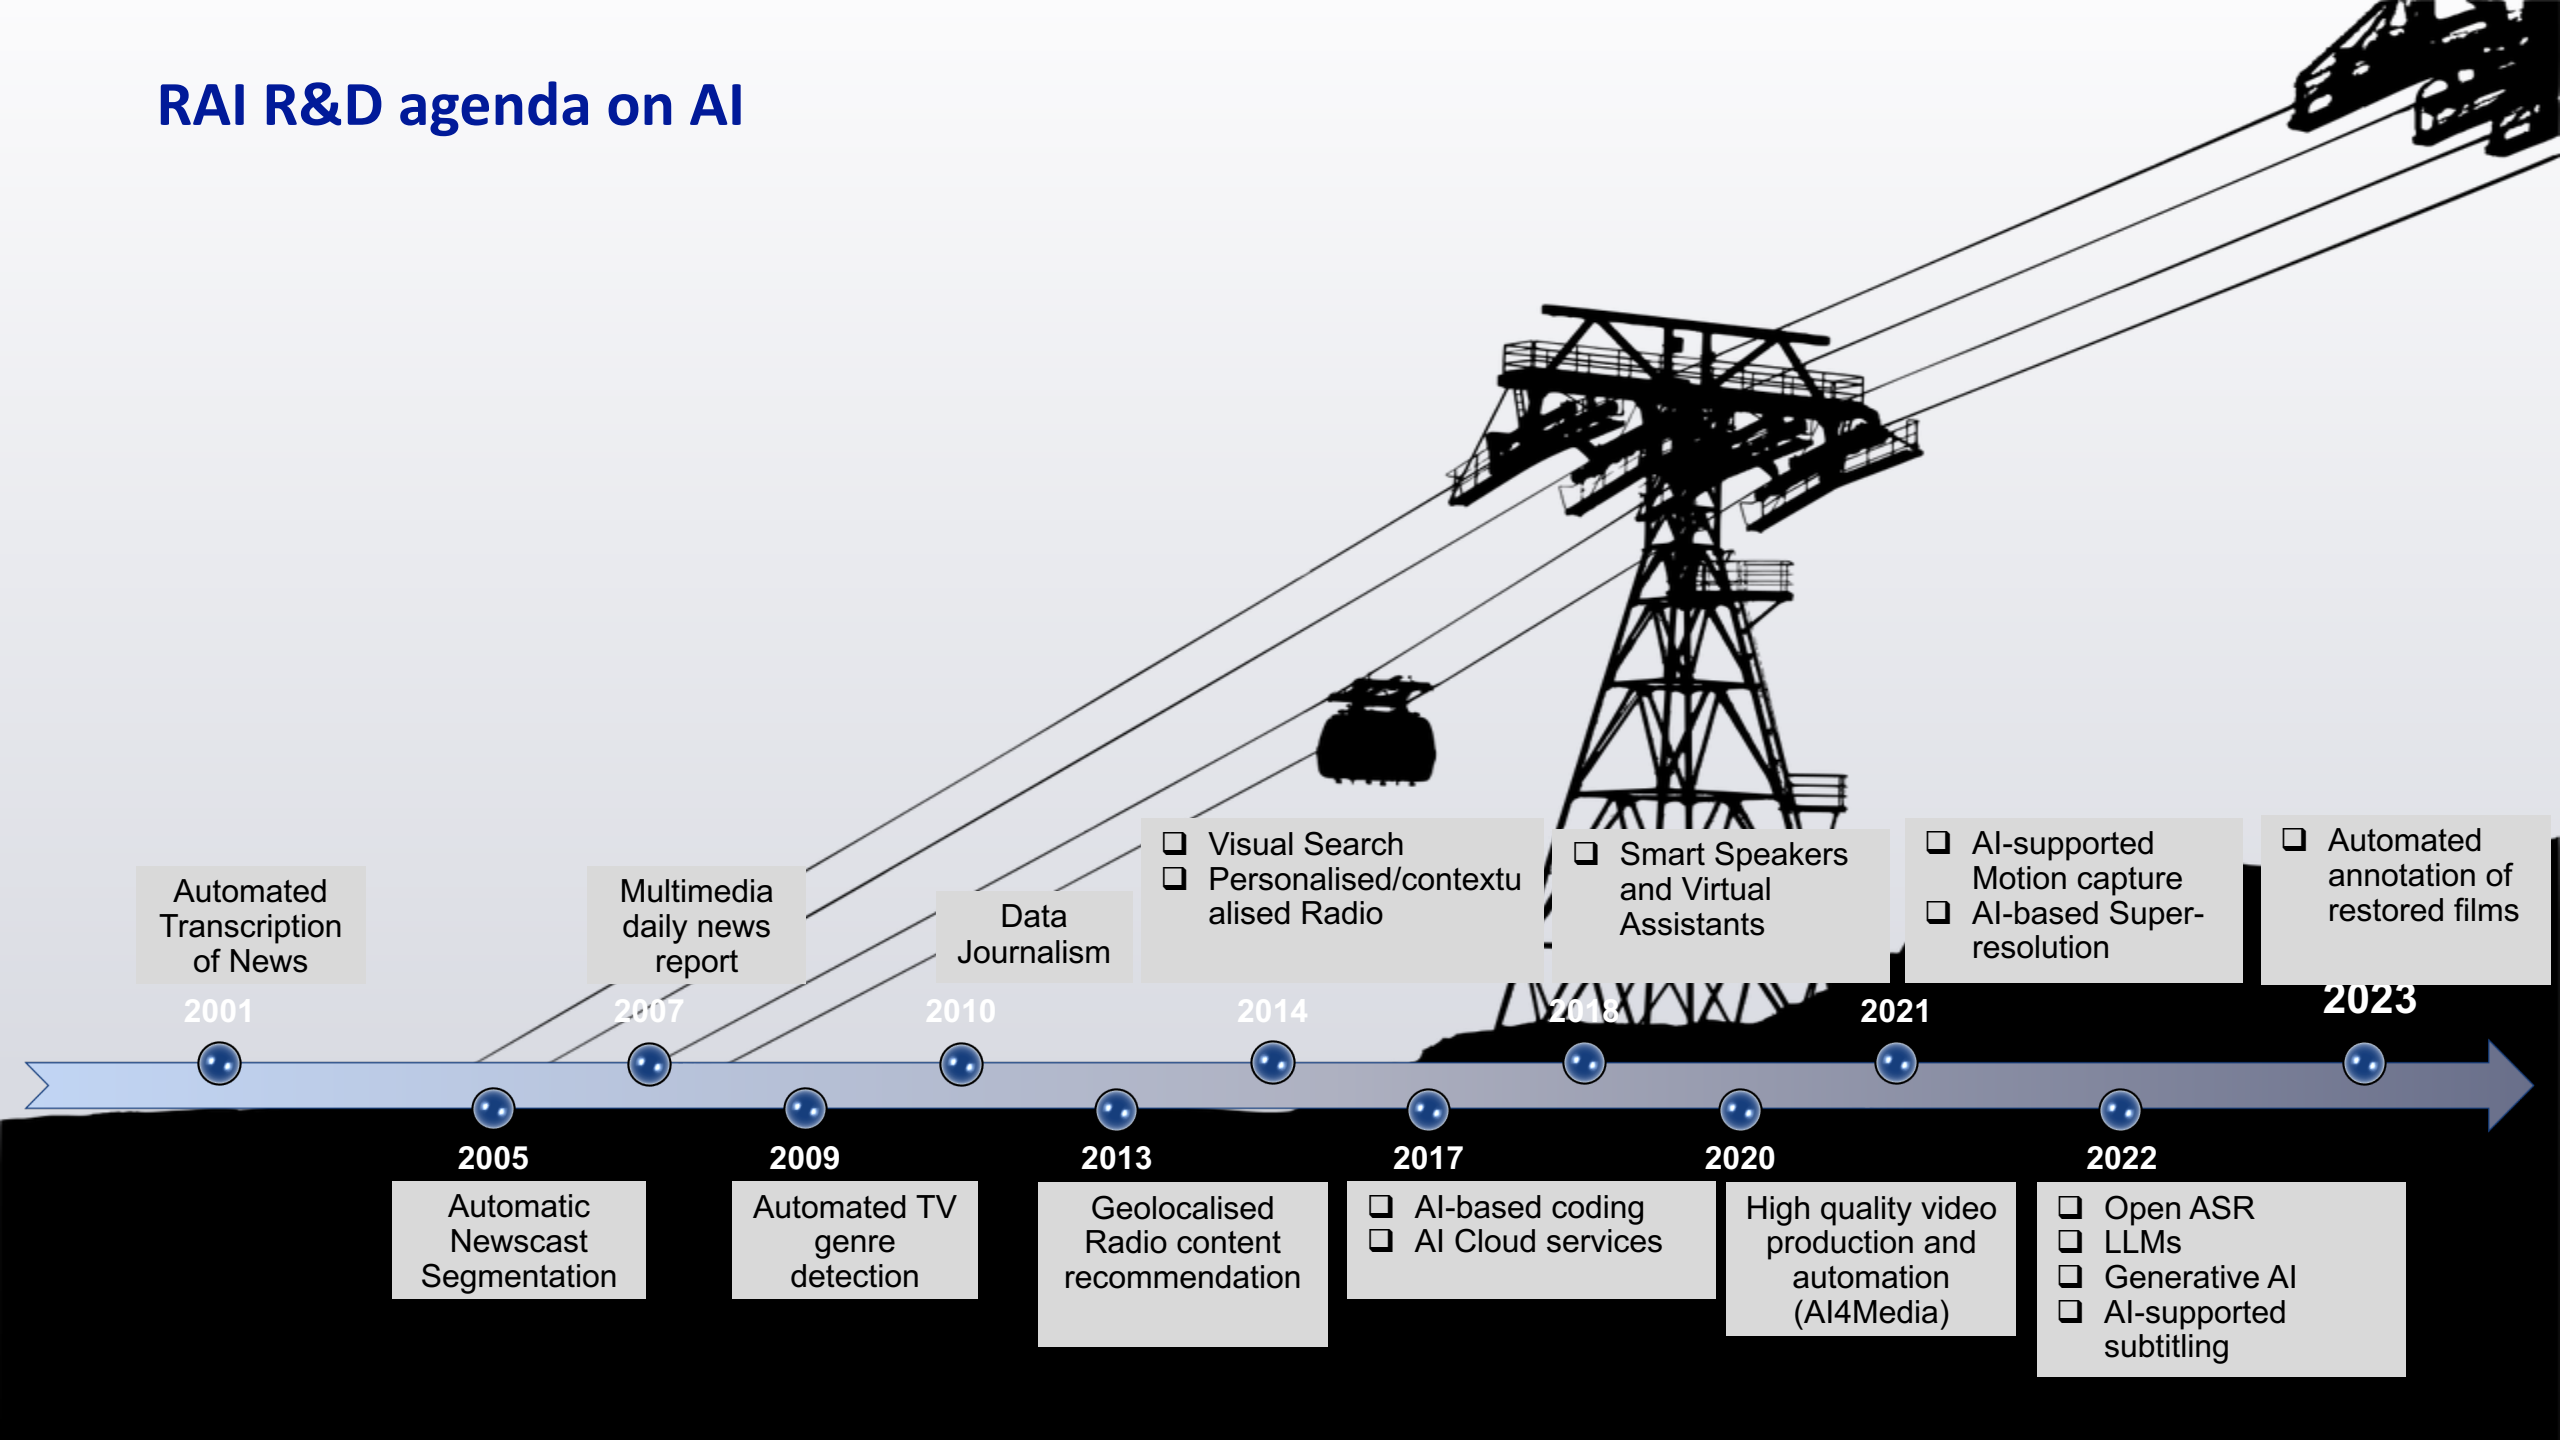 RAI R&D agenda on AI
Automated
Transcription
of News
2001
Automatic
Newscast
Segmentation
2005
Multimedia
daily news
report
2007
Automated TV
genre
detection
2009
Data
Journalism
2010
Geolocalised
Radio content
recommendation
2013
❑ Visual Search
❑ Personalised/contextu
alised Radio
2014
❑ AI-based coding
❑ AI Cloud services
2017
❑ Smart Speakers
and Virtual
Assistants
2018
High quality video
production and
automation
(AI4Media)
2020
❑ AI-supported
Motion capture
❑ AI-based Super-
resolution
2021
❑ Open ASR
❑ LLMs
❑ Generative AI
❑ AI-supported
subtitling
2022
❑ Automated
annotation of
restored films
2023